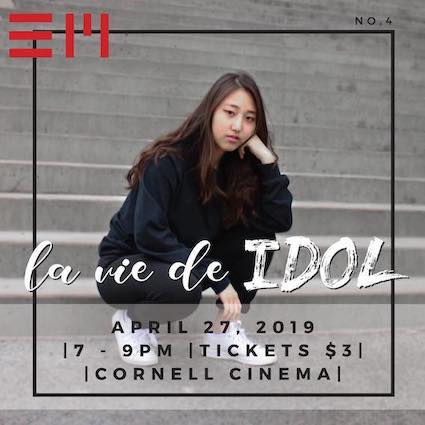 NO.4
la vie de IDOL
APRIL 27, 2019
|7 - 9PM |TICKETS $3|
|CORNELL CINEMA|